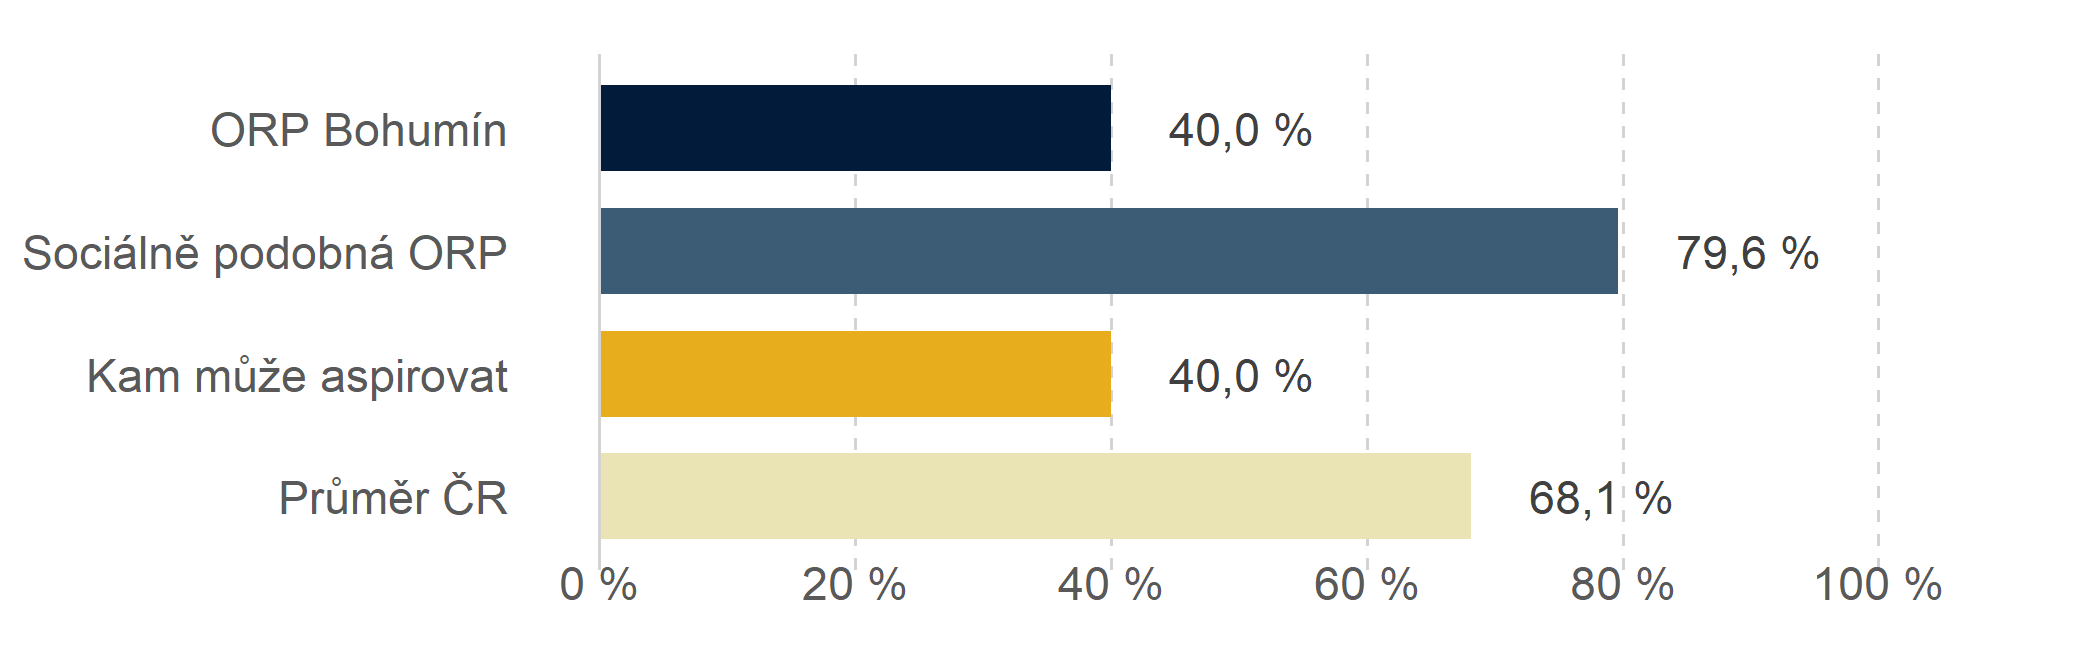 ORP Bohumín
40,0 %
Sociálně podobná ORP
79,6 %
Kam může aspirovat
40,0 %
Průměr ČR
68,1 %
0 %
20 %
40 %
60 %
80 %
100 %